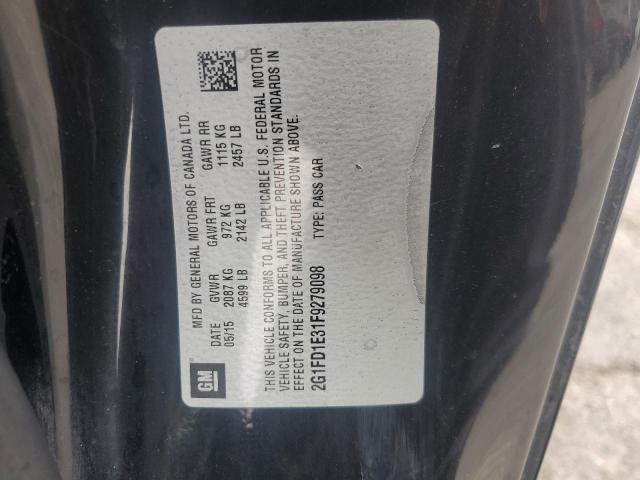 MFD BY GENERAL MOTORS OF CANADA LTD.
DATE GVWR GAWR FRT GAWR RR
05/15 2087 KG 972 KG 1115 KG
4599 LB 2142 LB 2457 LB
THIS VEHICLE CONFORMS TO ALL APPLICABLE U.S. FEDERAL MOTOR
VEHICLE SAFETY, BUMPER, AND THEFT PREVENTION STANDARDS IN
EFFECT ON THE DATE OF MANUFACTURE SHOWN ABOVE.
2G1FD1E31F9279098 TYPE: PASS CAR
GM